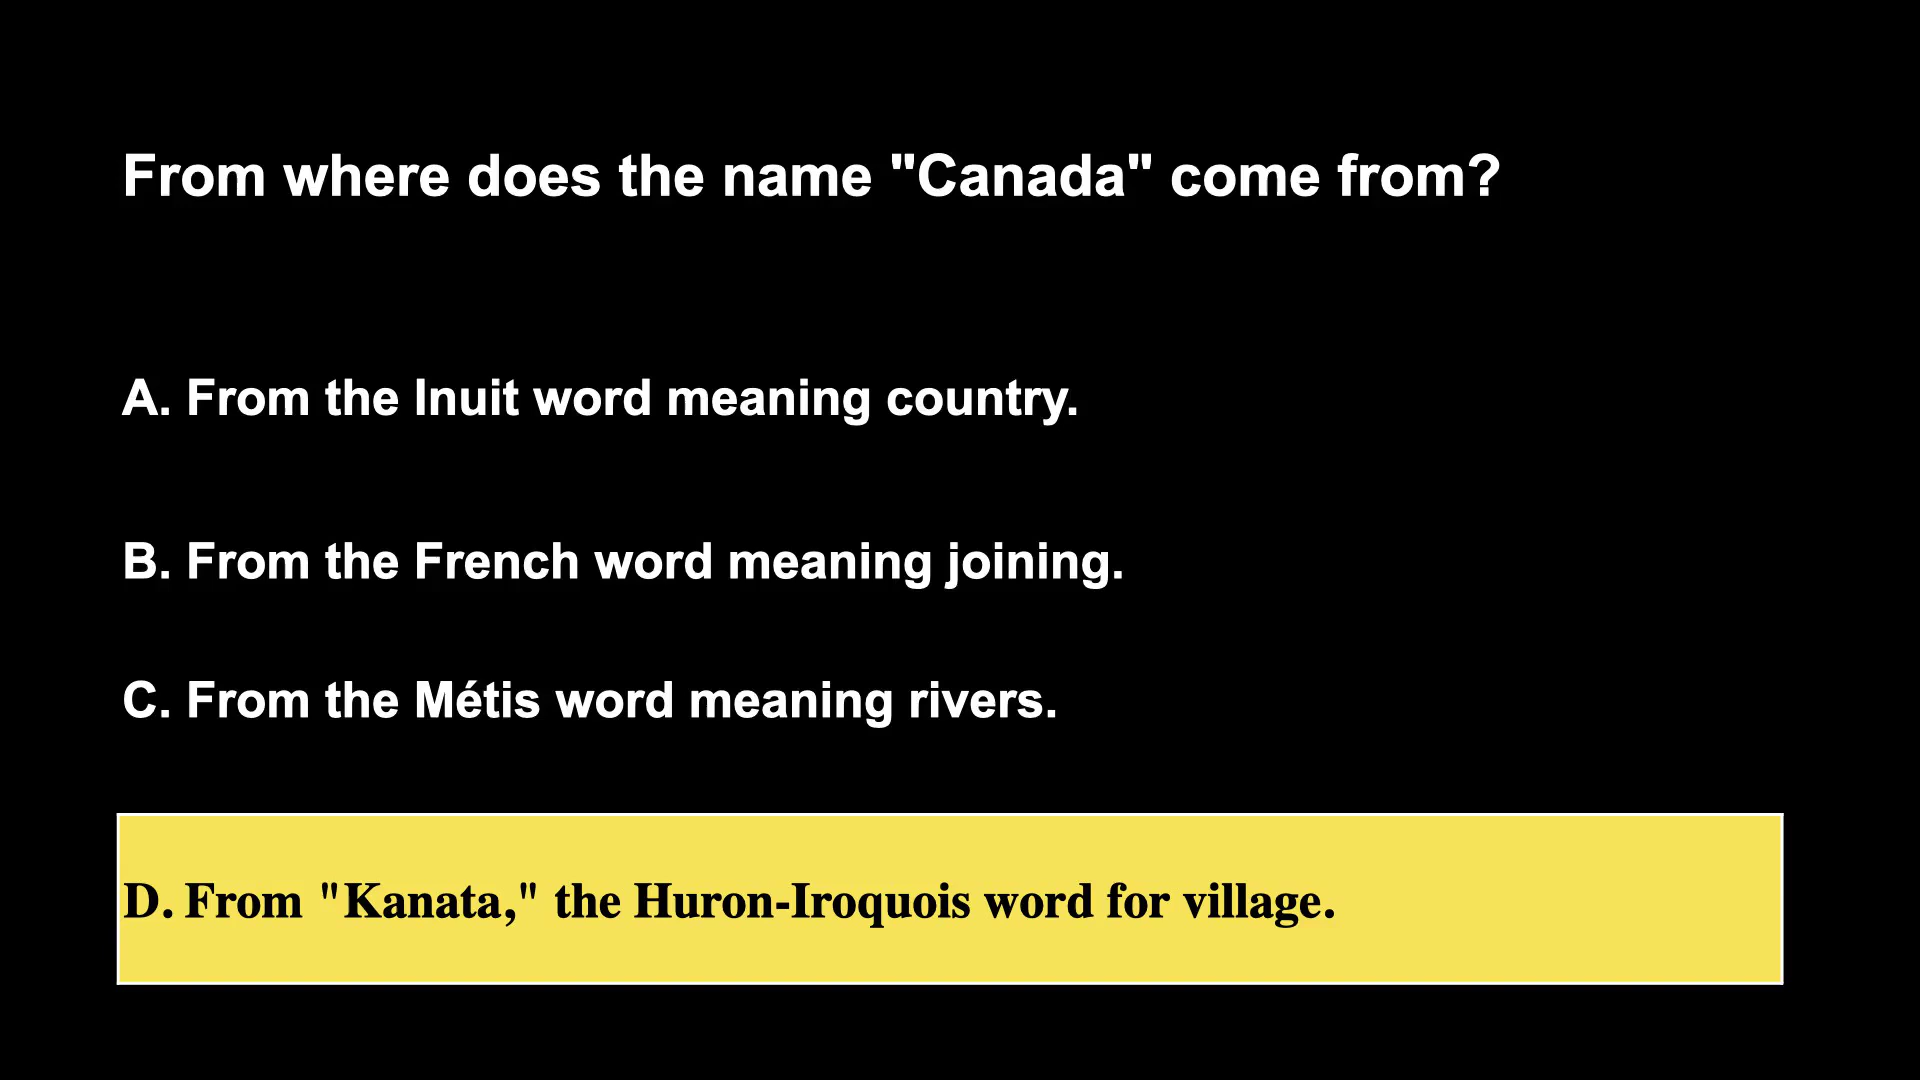 From where does the name "Canada" come from?
A. From the Inuit word meaning country.
B. From the French word meaning joining.
C. From the Métis word meaning rivers.
D. From "Kanata," the Huron-Iroquois word for village.